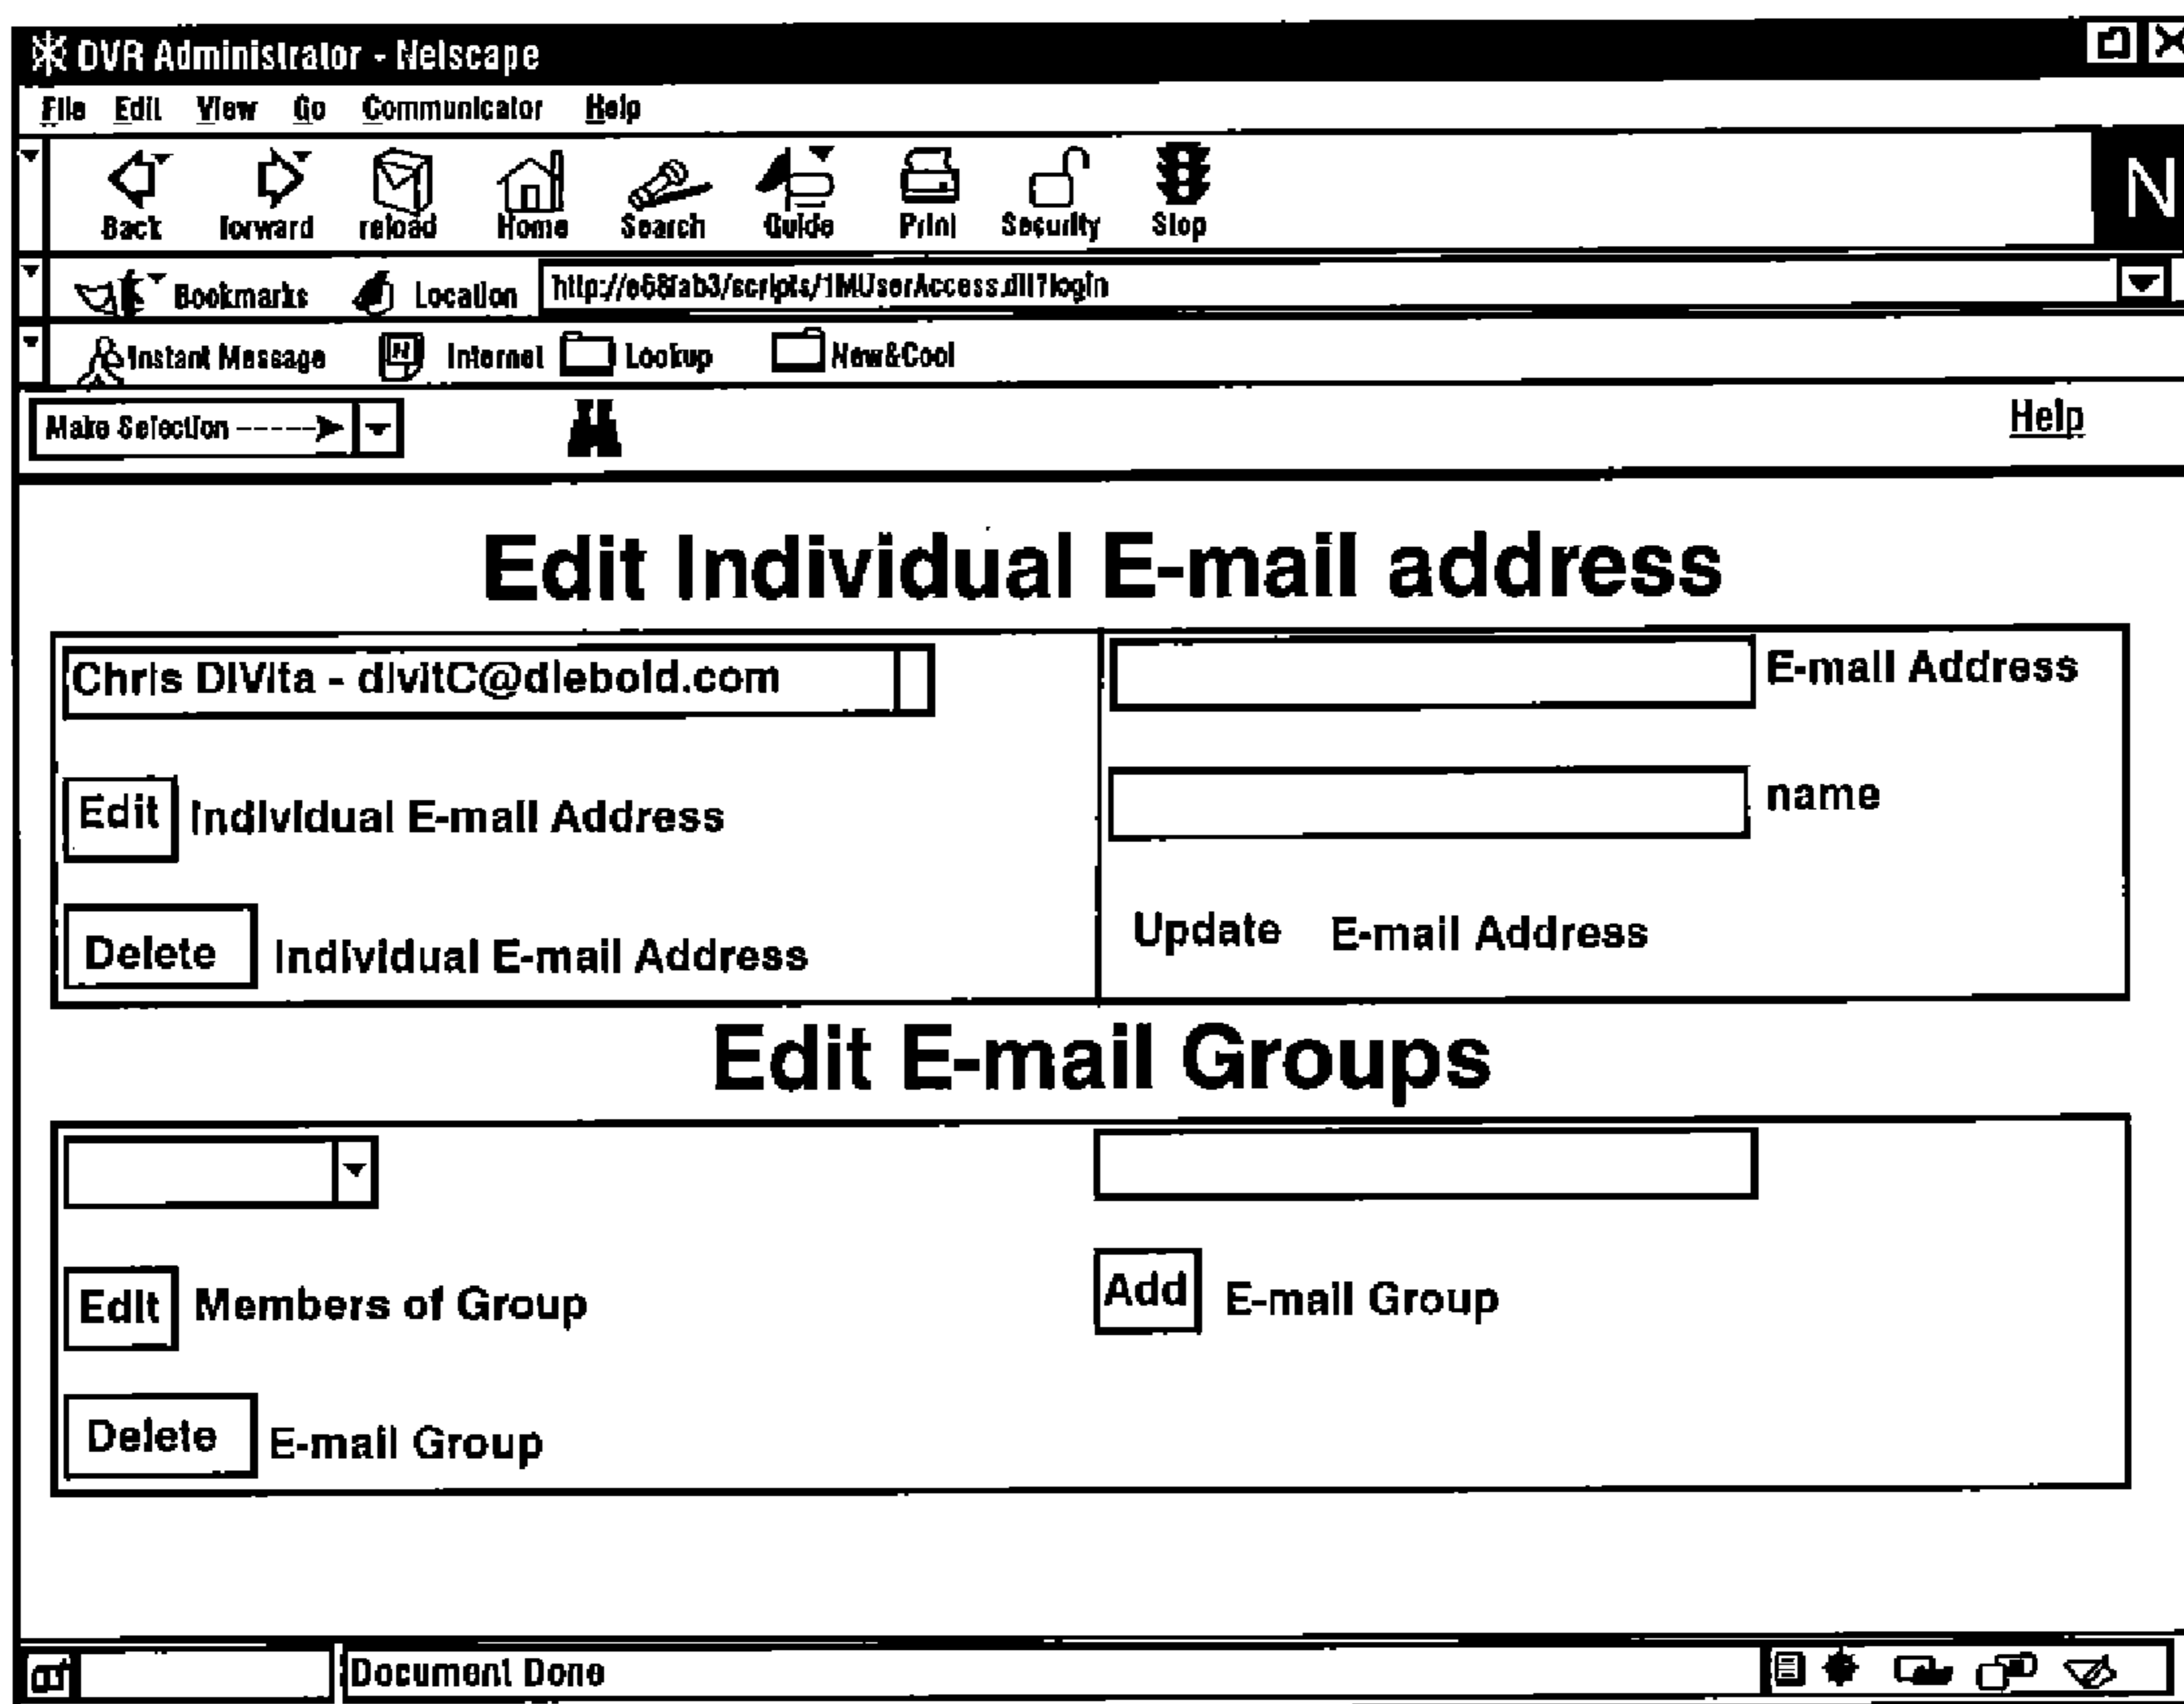 DVR Administrator - Netscape
File Edit View Go Communicator Help
Back forward reload Home Search Guide Print Security Stop
N
Bookmarks Location http://e68fab3/scripts/1MUserAccess.dll?login
Instant Message Internet Lookup New&Cool
Make Selection -----> Help
Edit Individual E-mail address
Chris DiVita - divitC@diebold.com E-mail Address
Edit Individual E-mail Address name
Delete Individual E-mail Address Update E-mail Address
Edit E-mail Groups
Edit Members of Group Add E-mail Group
Delete E-mail Group
Document Done